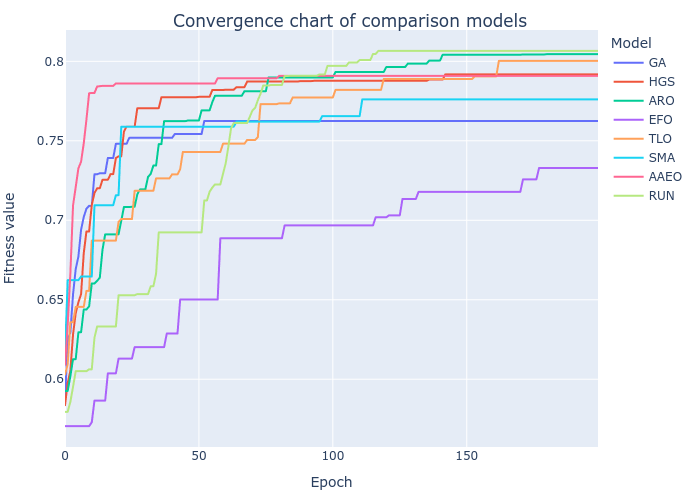 Convergence chart of comparison models
Model
GA
HGS
ARO
EFO
TLO
SMA
AAEO
RUN
Fitness value
0.8
0.75
0.7
0.65
0.6
0
50
100
150
Epoch